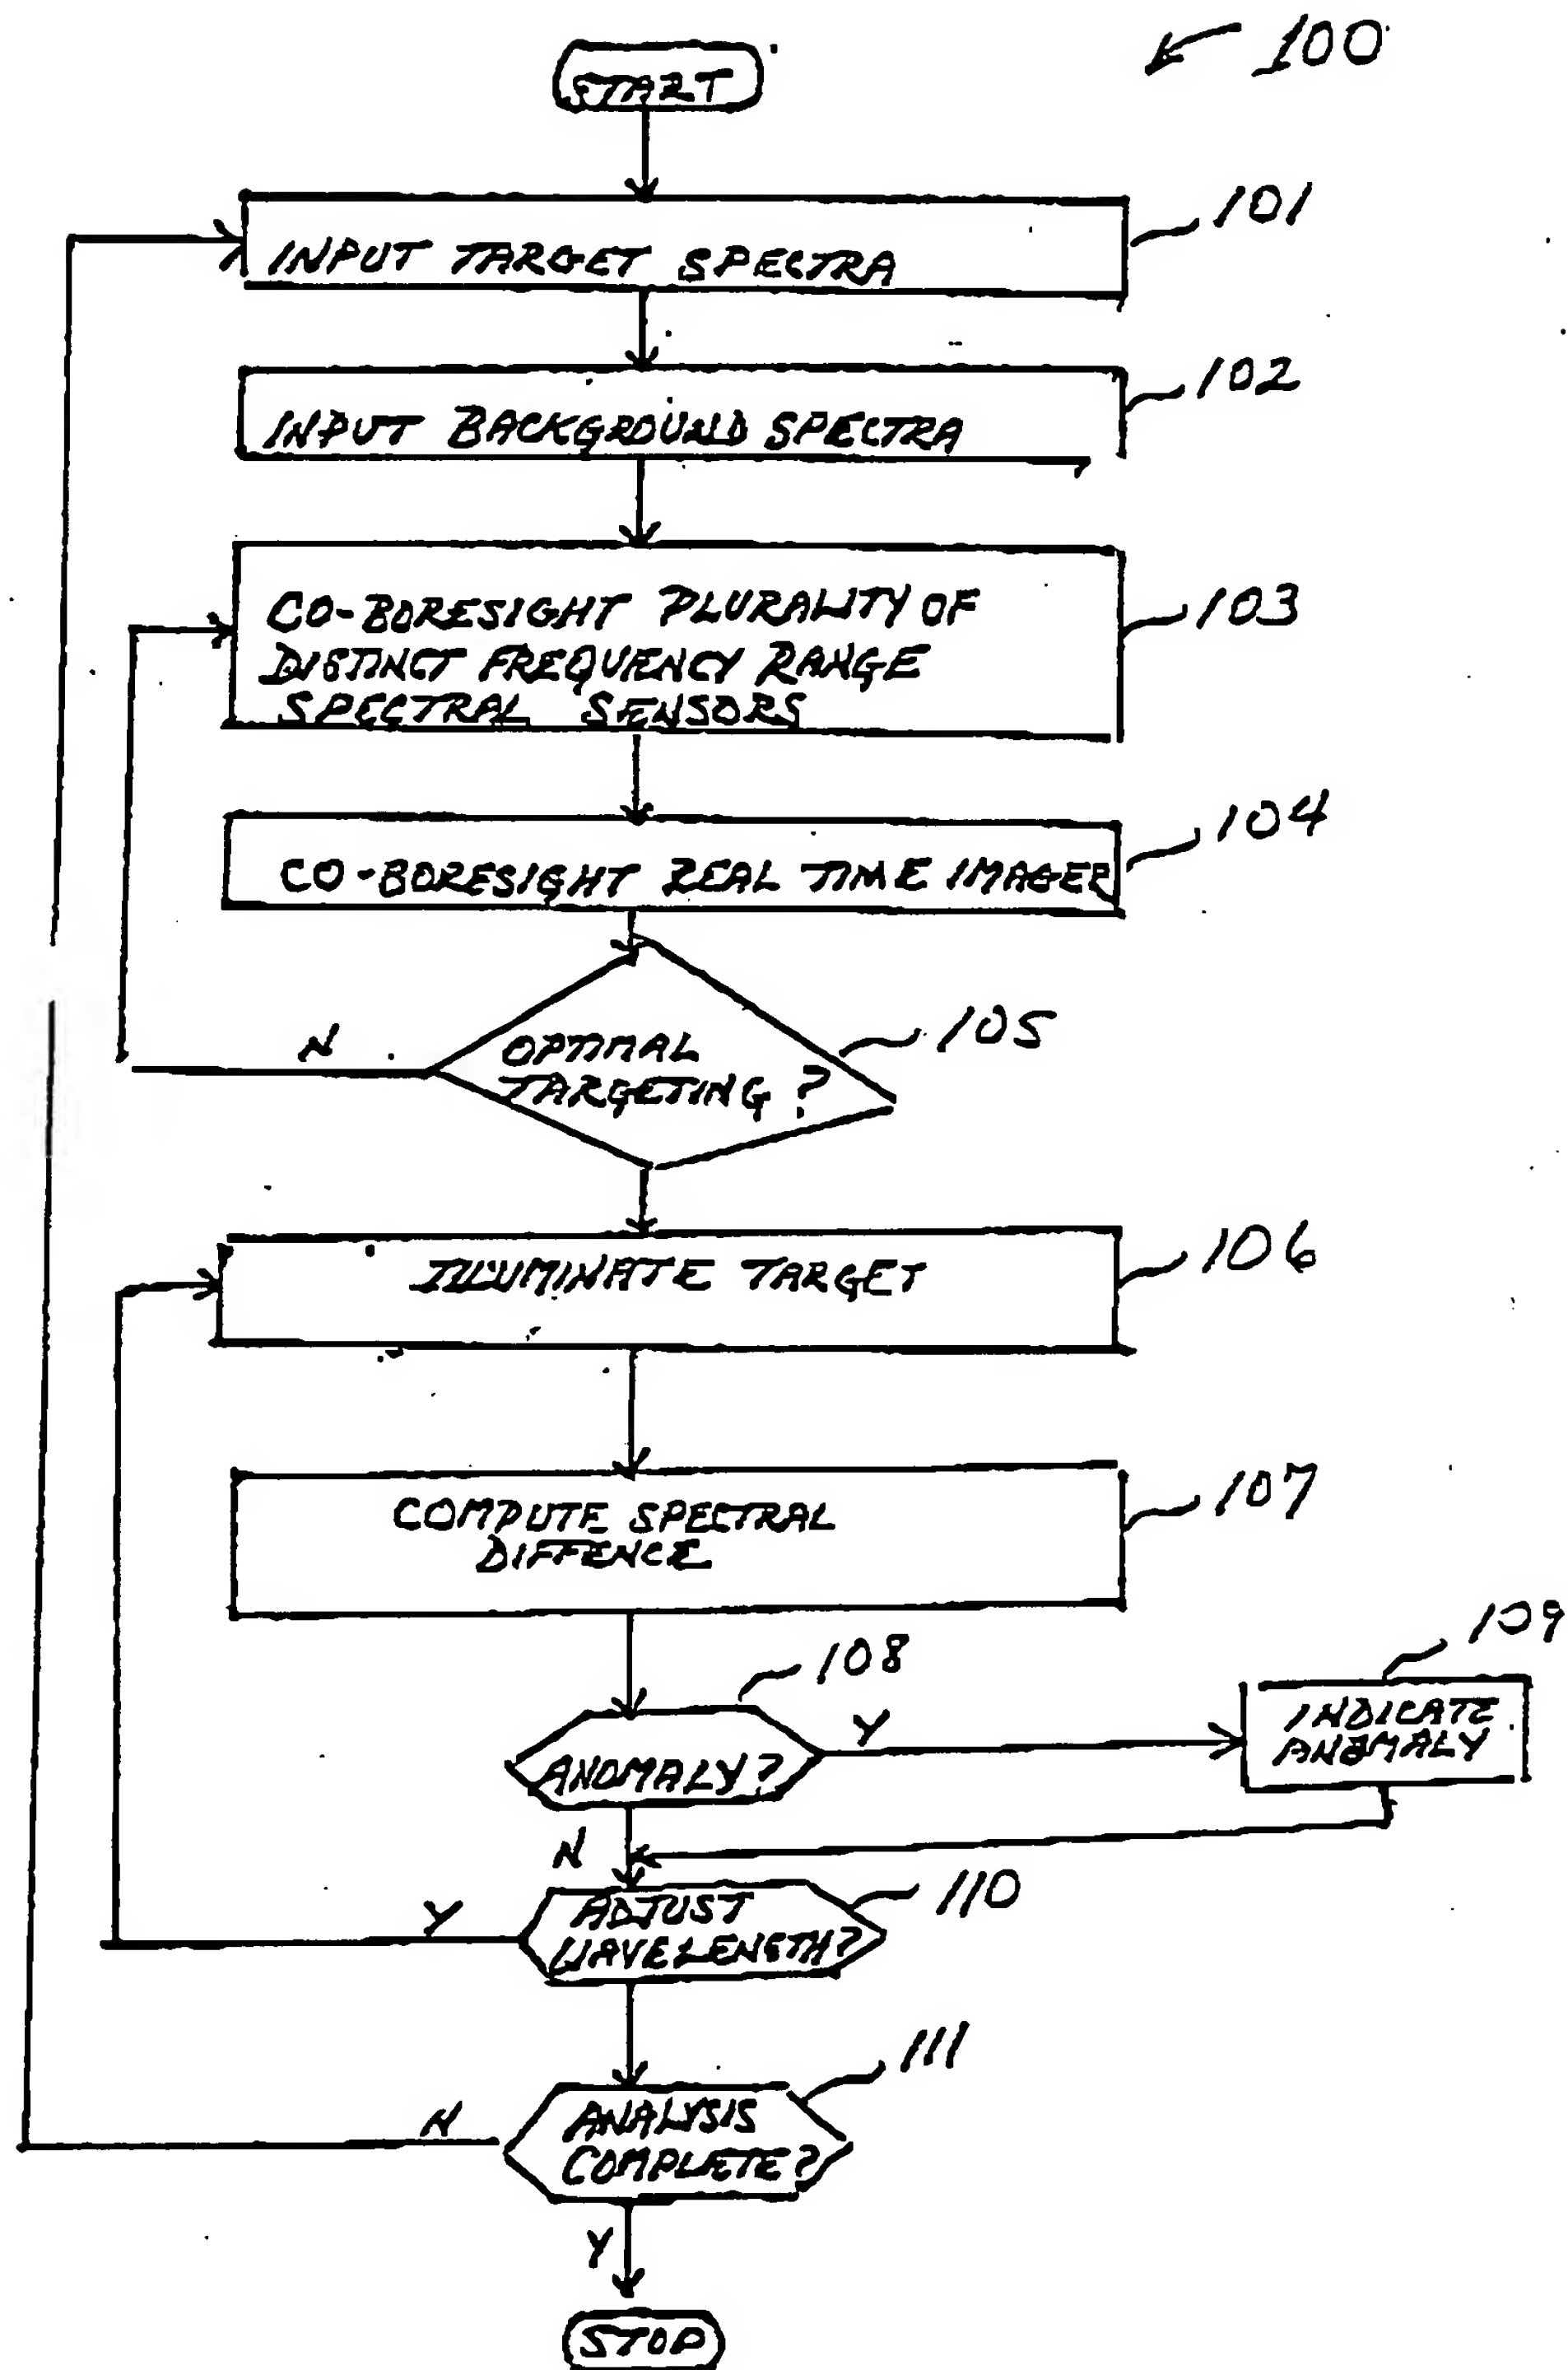 100
START
101
INPUT TARGET SPECTRA
102
INPUT BACKGROUND SPECTRA
103
CO-BORESIGHT PLURALITY OF
DISTINCT FREQUENCY RANGE
SPECTRAL SENSORS
104
CO-BORESIGHT REAL TIME IMAGER
105
N
OPTIMAL
TARGETING?
106
ILLUMINATE TARGET
107
COMPUTE SPECTRAL
DIFFENCE
108
109
Y
INDICATE
ANOMALY
ANOMALY?
N
110
Y
ADJUST
WAVELENGTH?
111
N
ANALYSIS
COMPLETE?
Y
STOP